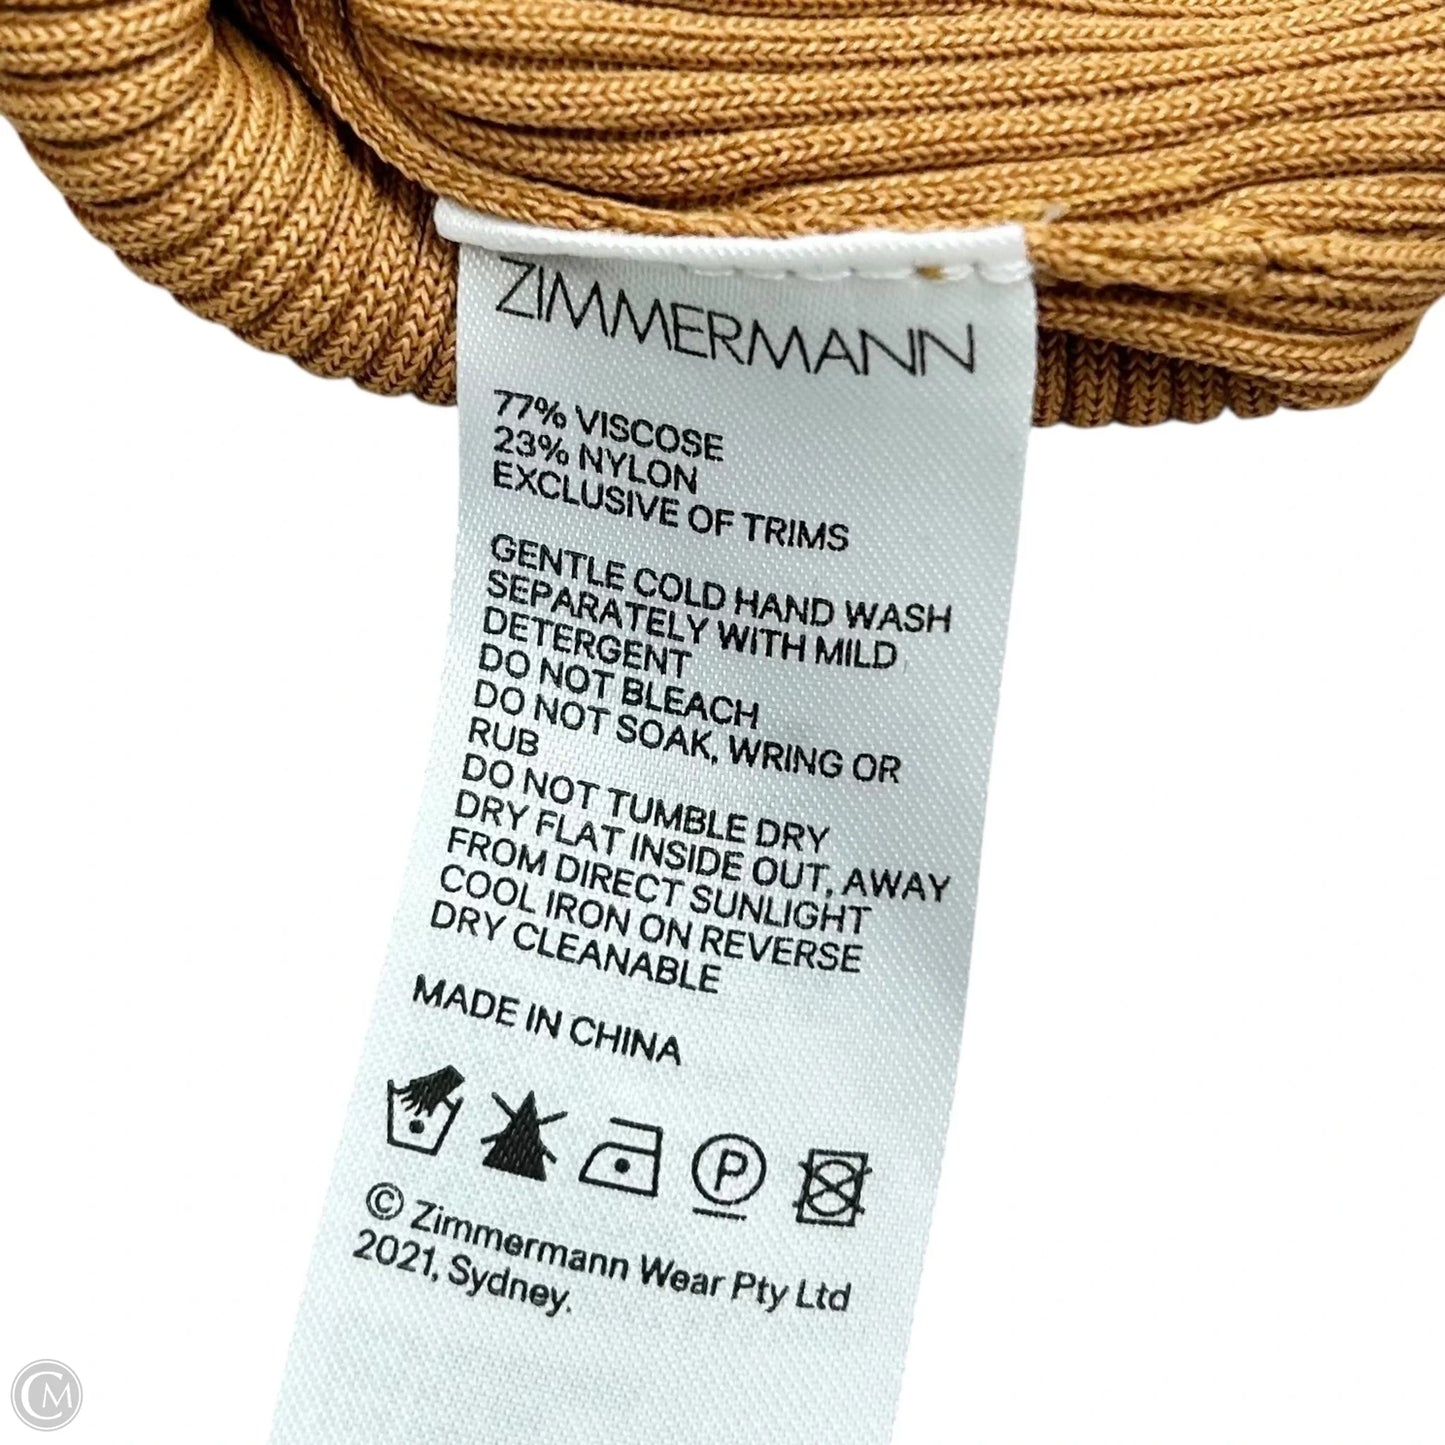 ZIMMERMANN
77% VISCOSE
23% NYLON
EXCLUSIVE OF TRIMS
GENTLE COLD HAND WASH
SEPARATELY WITH MILD
DETERGENT
DO NOT BLEACH
DO NOT SOAK, WRING OR
RUB
DO NOT TUMBLE DRY
DRY FLAT INSIDE OUT, AWAY
FROM DIRECT SUNLIGHT
COOL IRON ON REVERSE
DRY CLEANABLE
MADE IN CHINA
P
© Zimmermann Wear Pty Ltd
2021, Sydney.
CM